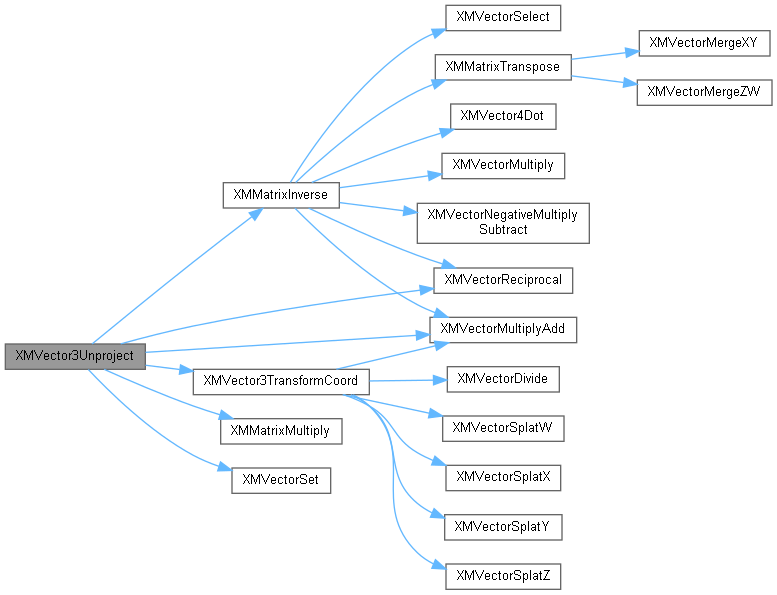 XMVectorSelect
XMVectorMergeXY
XMMatrixTranspose
XMVectorMergeZW
XMVector4Dot
XMVectorMultiply
XMMatrixInverse
XMVectorNegativeMultiply
Subtract
XMVectorReciprocal
XMVectorMultiplyAdd
XMVector3Unproject
XMVector3TransformCoord
XMVectorDivide
XMVectorSplatW
XMMatrixMultiply
XMVectorSplatX
XMVectorSet
XMVectorSplatY
XMVectorSplatZ